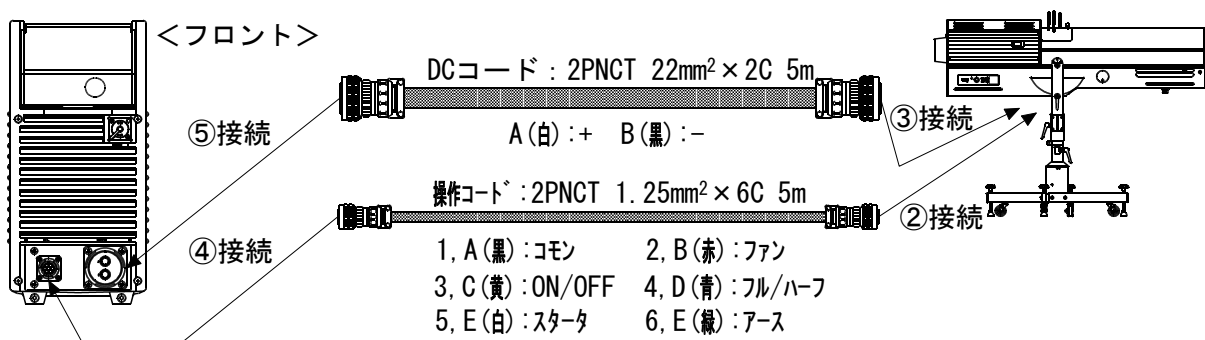 <フロント>
DCコード：2PNCT 22mm²×2C 5m
A(白):+ B(黒):-
⑤接続
③接続
操作コード:2PNCT 1.25mm²×6C 5m
②接続
④接続
1,A(黒):コモン 2,B(赤):ファン
3,C(黄):ON/OFF 4,D(青):フル/ハーフ
5,E(白):スタータ 6,E(緑):アース